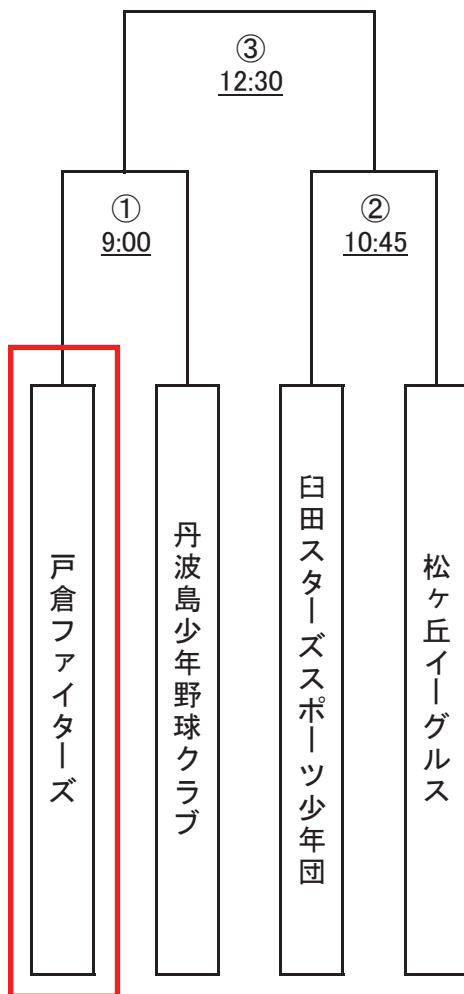 ③
12:30
①
9:00
②
10:45
戸倉ファイターズ
丹波島少年野球クラブ
臼田スターズスポーツ少年団
松ヶ丘イーグルス